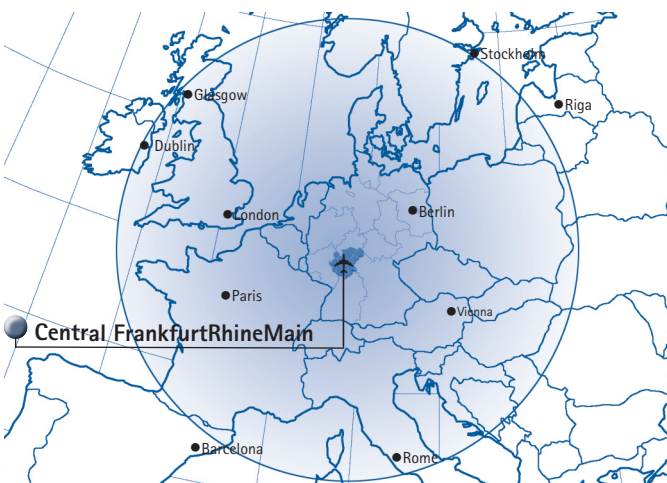 Stockholm
Glasgow
Riga
Dublin
London
Berlin
Paris
Vienna
Central FrankfurtRhineMain
Barcelona
Rome